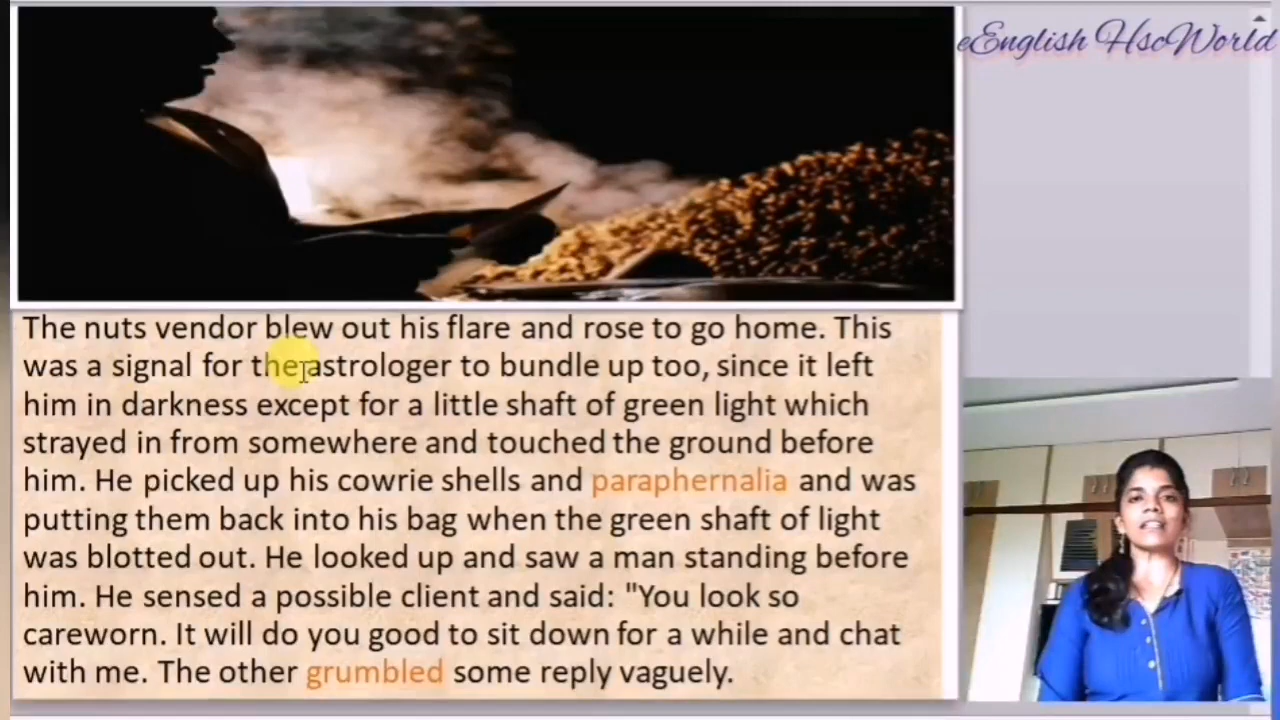 eEnglish HscWorld
The nuts vendor blew out his flare and rose to go home. This
was a signal for the astrologer to bundle up too, since it left
him in darkness except for a little shaft of green light which
strayed in from somewhere and touched the ground before
him. He picked up his cowrie shells and paraphernalia and was
putting them back into his bag when the green shaft of light
was blotted out. He looked up and saw a man standing before
him. He sensed a possible client and said: "You look so
careworn. It will do you good to sit down for a while and chat
with me. The other grumbled some reply vaguely.